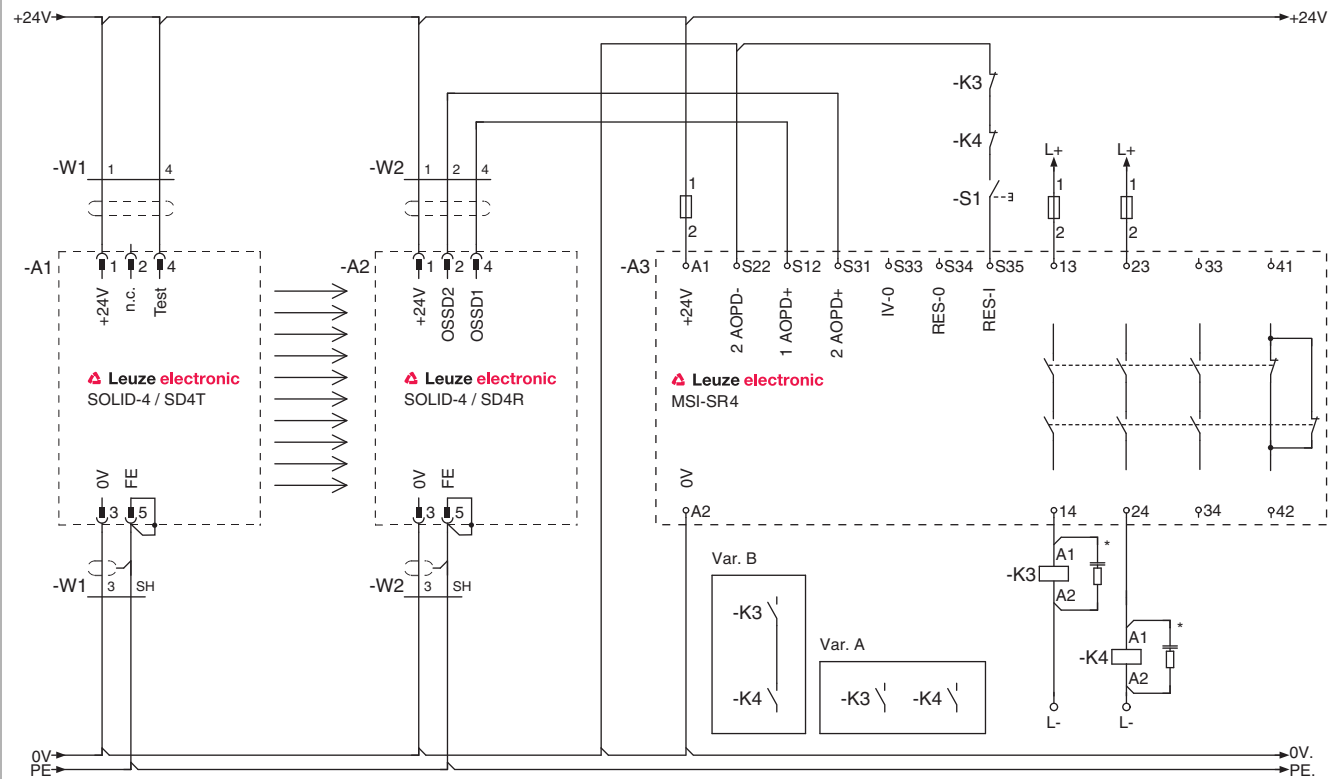 +24V
+24V
-K3
-K4
-S1
L+
L+
1
1
1
2
2
2
-W1
1
4
-W2
1
2
4
-A1
1
2
4
+24V
n.c.
Test
-A2
1
2
4
+24V
OSSD2
OSSD1
-A3
A1
S22
S12
S31
S33
S34
S35
13
23
33
41
+24V
2 AOPD-
1 AOPD+
2 AOPD+
IV-0
RES-0
RES-I
Leuze electronic
SOLID-4 / SD4T
Leuze electronic
SOLID-4 / SD4R
Leuze electronic
MSI-SR4
0V
FE
3
5
0V
FE
3
5
0V
A2
14
24
34
42
-W1
3
SH
-W2
3
SH
Var. B
-K3
-K4
Var. A
-K3
-K4
A1
*
-K3
A2
A1
*
-K4
A2
L-
L-
0V
0V.
PE
PE.